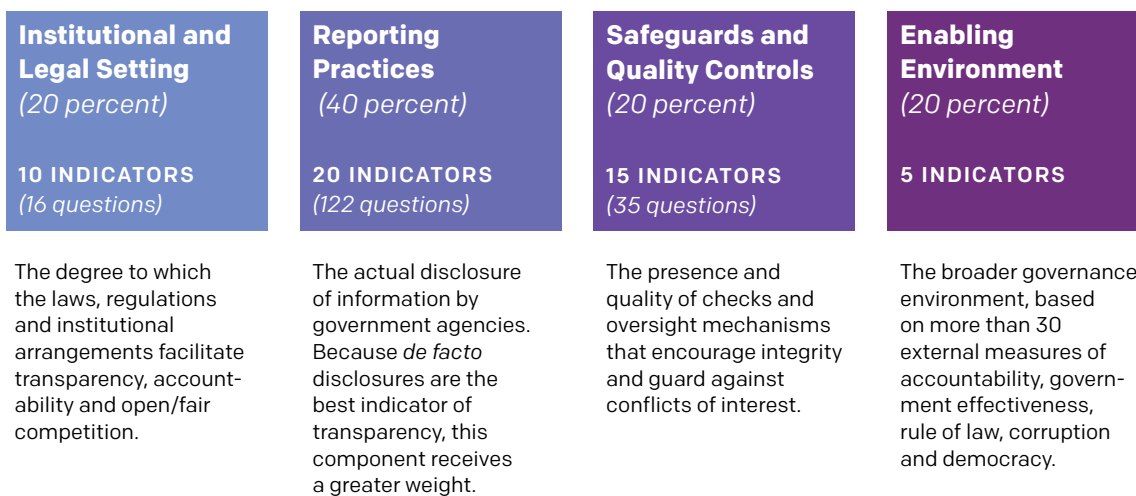 Institutional and
Legal Setting
(20 percent)
10 INDICATORS
(16 questions)
The degree to which
the laws, regulations
and institutional
arrangements facilitate
transparency, account-
ability and open/fair
competition.
Reporting
Practices
(40 percent)
20 INDICATORS
(122 questions)
The actual disclosure
of information by
government agencies.
Because de facto
disclosures are the
best indicator of
transparency, this
component receives
a greater weight.
Safeguards and
Quality Controls
(20 percent)
15 INDICATORS
(35 questions)
The presence and
quality of checks and
oversight mechanisms
that encourage integrity
and guard against
conflicts of interest.
Enabling
Environment
(20 percent)
5 INDICATORS
The broader governance
environment, based
on more than 30
external measures of
accountability, govern-
ment effectiveness,
rule of law, corruption
and democracy.